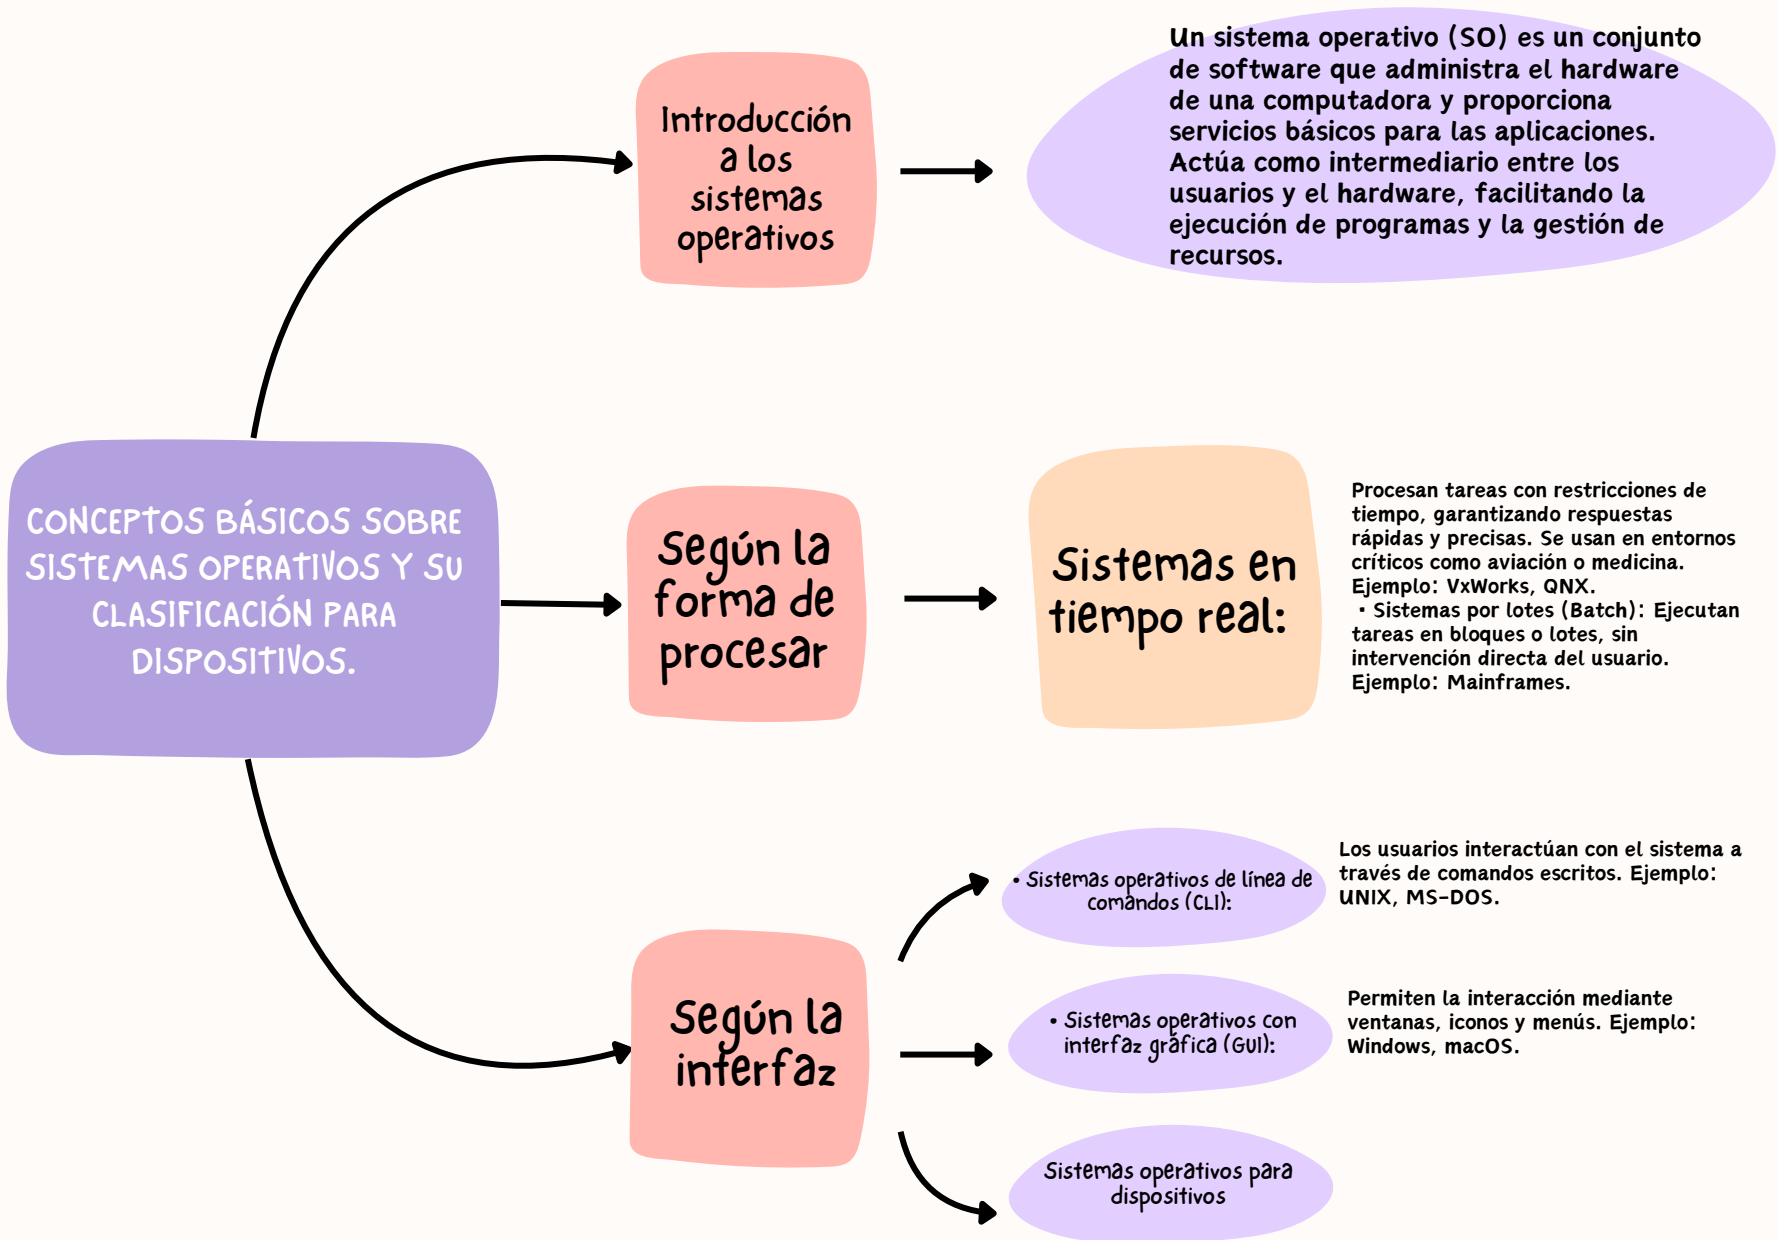 Introducción
a los
sistemas
operativos
Un sistema operativo (SO) es un conjunto
de software que administra el hardware
de una computadora y proporciona
servicios básicos para las aplicaciones.
Actúa como intermediario entre los
usuarios y el hardware, facilitando la
ejecución de programas y la gestión de
recursos.
CONCEPTOS BÁSICOS SOBRE
SISTEMAS OPERATIVOS Y SU
CLASIFICACIÓN PARA
DISPOSITIVOS.
Según la
forma de
procesar
Sistemas en
tiempo real:
Procesan tareas con restricciones de
tiempo, garantizando respuestas
rápidas y precisas. Se usan en entornos
críticos como aviación o medicina.
Ejemplo: VxWorks, QNX.
• Sistemas por lotes (Batch): Ejecutan
tareas en bloques o lotes, sin
intervención directa del usuario.
Ejemplo: Mainframes.
Según la
interfaz
• Sistemas operativos de línea de
comandos (CLI):
Los usuarios interactúan con el sistema a
través de comandos escritos. Ejemplo:
UNIX, MS-DOS.
• Sistemas operativos con
interfaz gráfica (GUI):
Permiten la interacción mediante
ventanas, iconos y menús. Ejemplo:
Windows, macOS.
Sistemas operativos para
dispositivos